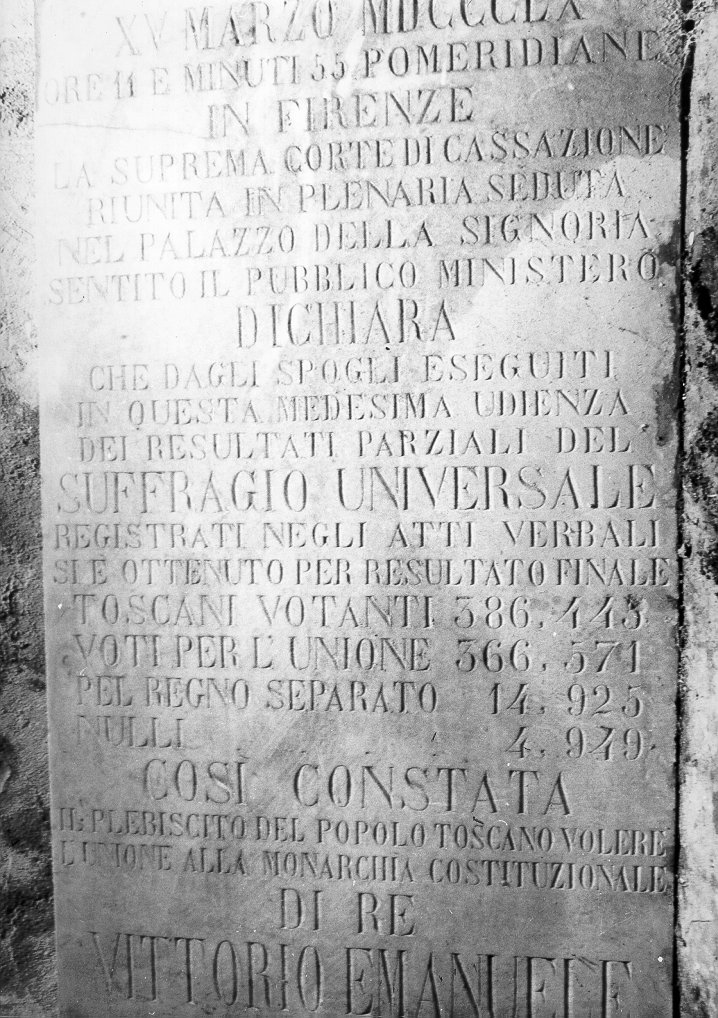 XV MARZO MDCCCLX
ORE 11 E MINUTI 55 POMERIDIANE
IN FIRENZE
LA SUPREMA CORTE DI CASSAZIONE
RIUNITA IN PLENARIA SEDUTA
NEL PALAZZO DELLA SIGNORIA
SENTITO IL PUBBLICO MINISTERO
DICHIARA
CHE DAGLI SPOGLI ESEGUITI
IN QUESTA MEDESIMA UDIENZA
DEI RESULTATI PARZIALI DEL
SUFFRAGIO UNIVERSALE
REGISTRATI NEGLI ATTI VERBALI
SI È OTTENUTO PER RESULTATO FINALE
TOSCANI VOTANTI 386. 445
VOTI PER L'UNIONE 366. 571
PEL REGNO SEPARATO 14. 925
NULLI 4. 949
COSÌ CONSTATA
IL PLEBISCITO DEL POPOLO TOSCANO VOLERE
L'UNIONE ALLA MONARCHIA COSTITUZIONALE
DI RE
VITTORIO EMANUELE